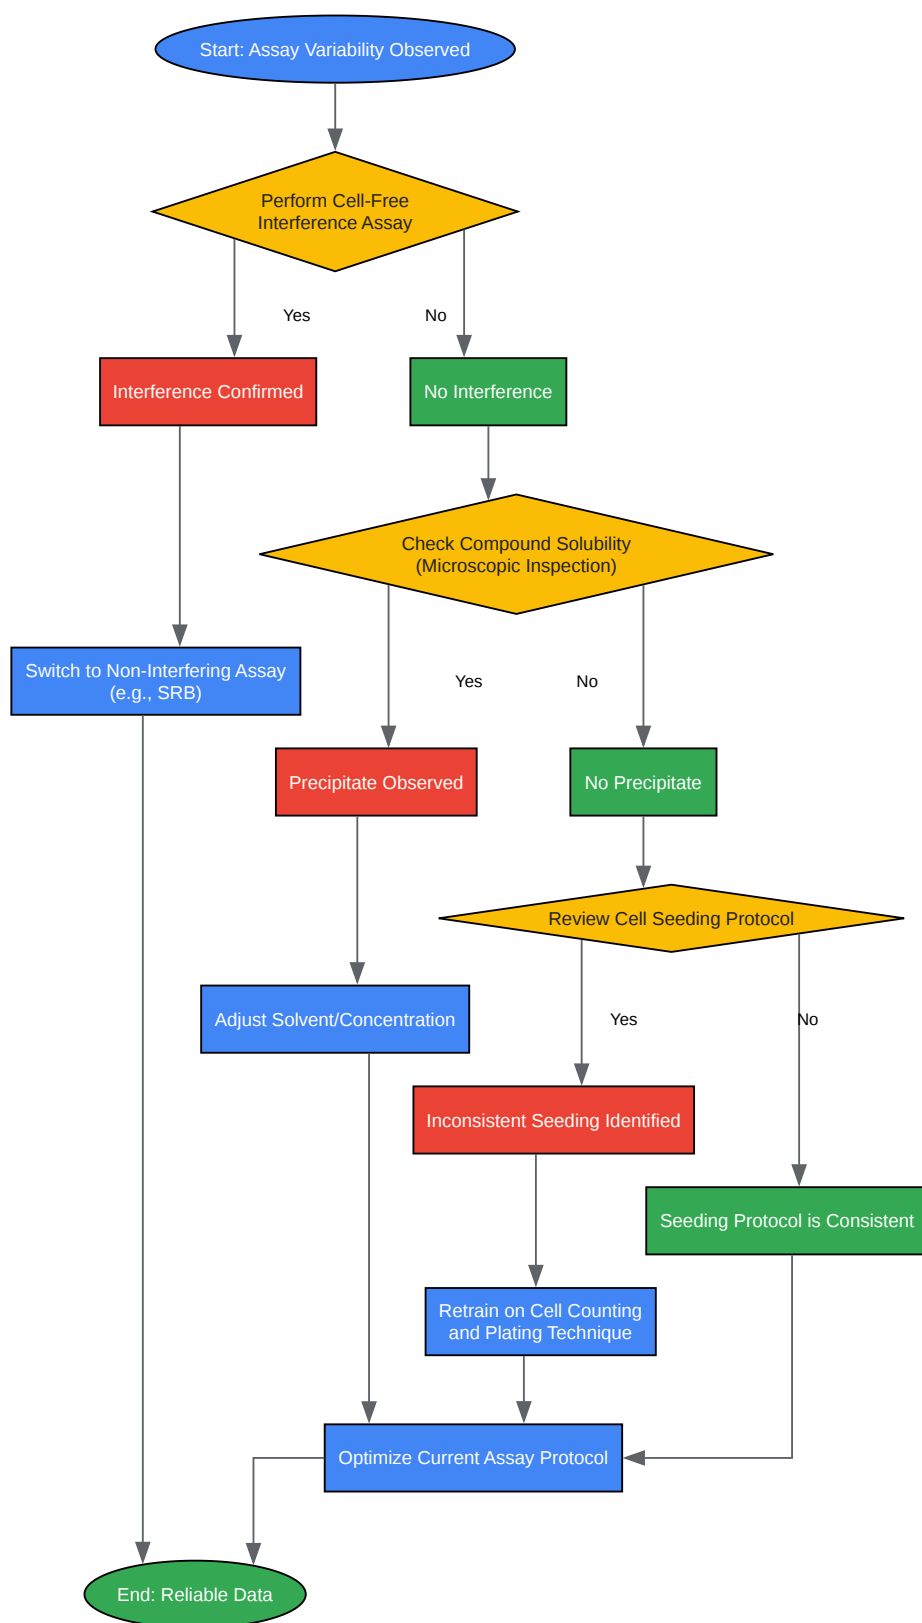 Start: Assay Variability Observed
Perform Cell-Free
Interference Assay
Yes
No
Interference Confirmed
No Interference
Check Compound Solubility
(Microscopic Inspection)
Switch to Non-Interfering Assay
(e.g., SRB)
Yes
No
Precipitate Observed
No Precipitate
Review Cell Seeding Protocol
Adjust Solvent/Concentration
Yes
No
Inconsistent Seeding Identified
Seeding Protocol is Consistent
Retrain on Cell Counting
and Plating Technique
Optimize Current Assay Protocol
End: Reliable Data